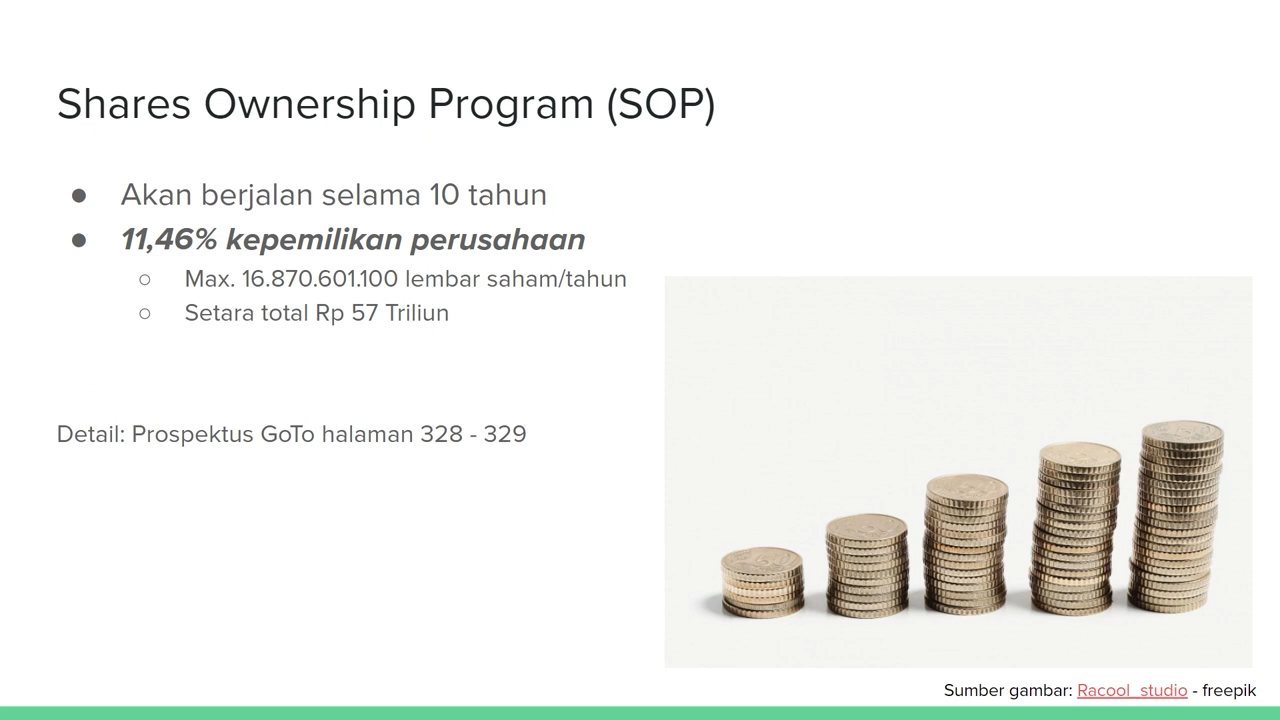 Shares Ownership Program (SOP)
● Akan berjalan selama 10 tahun
● 11,46% kepemilikan perusahaan
○ Max. 16.870.601.100 lembar saham/tahun
○ Setara total Rp 57 Triliun
Detail: Prospektus GoTo halaman 328 - 329
Sumber gambar: Racool_studio - freepik